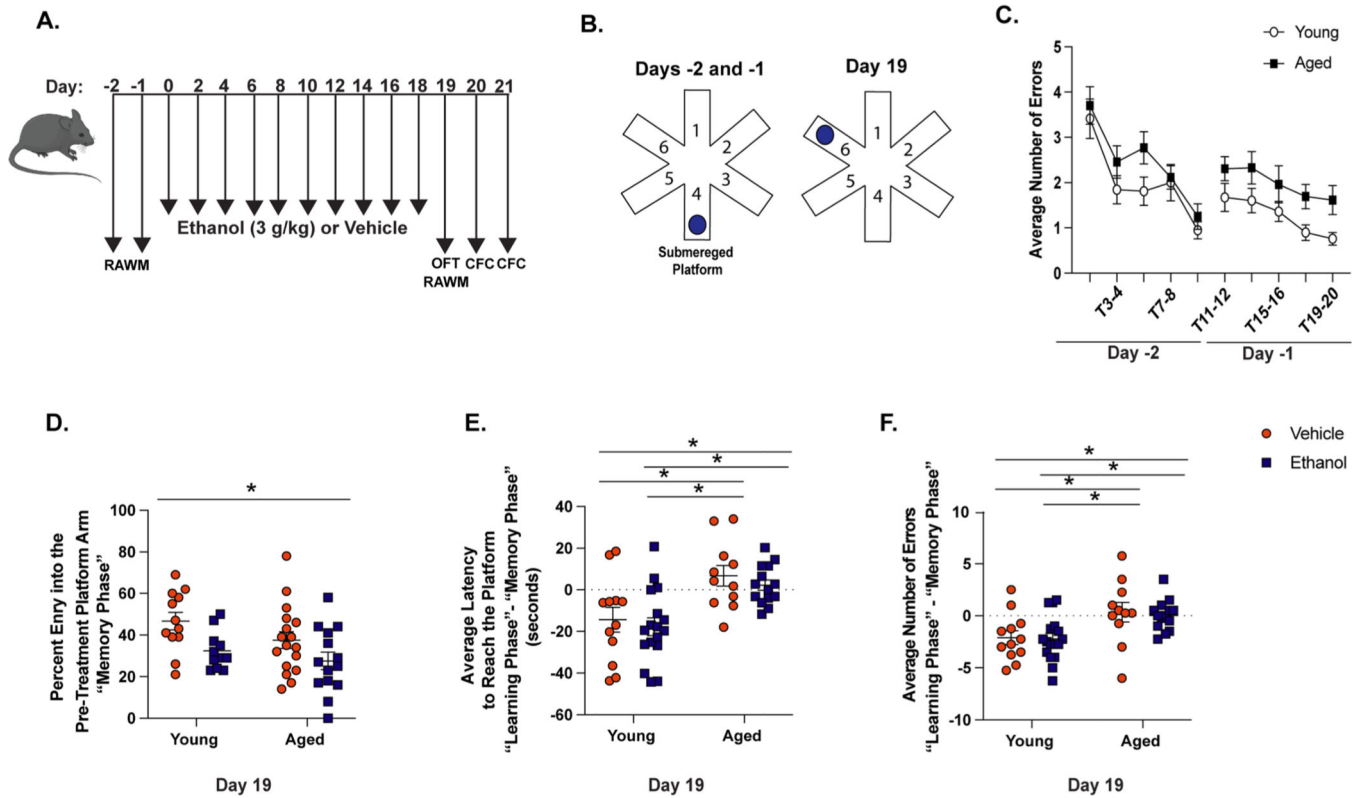 A.
Day: -2 -1 0 2 4 6 8 10 12 14 16 18 19 20 21
Ethanol (3 g/kg) or Vehicle
RAWM
OFT CFC CFC
RAWM
B.
Days -2 and -1
Day 19
1
2
3
4
5
6
Submereged
Platform
1
2
3
4
5
6
C.
Young
Aged
Average Number of Errors
5
4
3
2
1
0
T3-4
T7-8
T11-12
T15-16
T19-20
Day -2
Day -1
D.
*
Percent Entry into the
Pre-Treatment Platform Arm
“Memory Phase”
100
80
60
40
20
0
Young
Aged
Day 19
E.
*
*
*
*
Average Latency
to Reach the Platform
“Learning Phase”- “Memory Phase”
(seconds)
40
20
0
-20
-40
-60
Young
Aged
Day 19
F.
Vehicle
Ethanol
*
*
*
*
Average Number of Errors
“Learning Phase” - “Memory Phase”
10
5
0
-5
-10
Young
Aged
Day 19